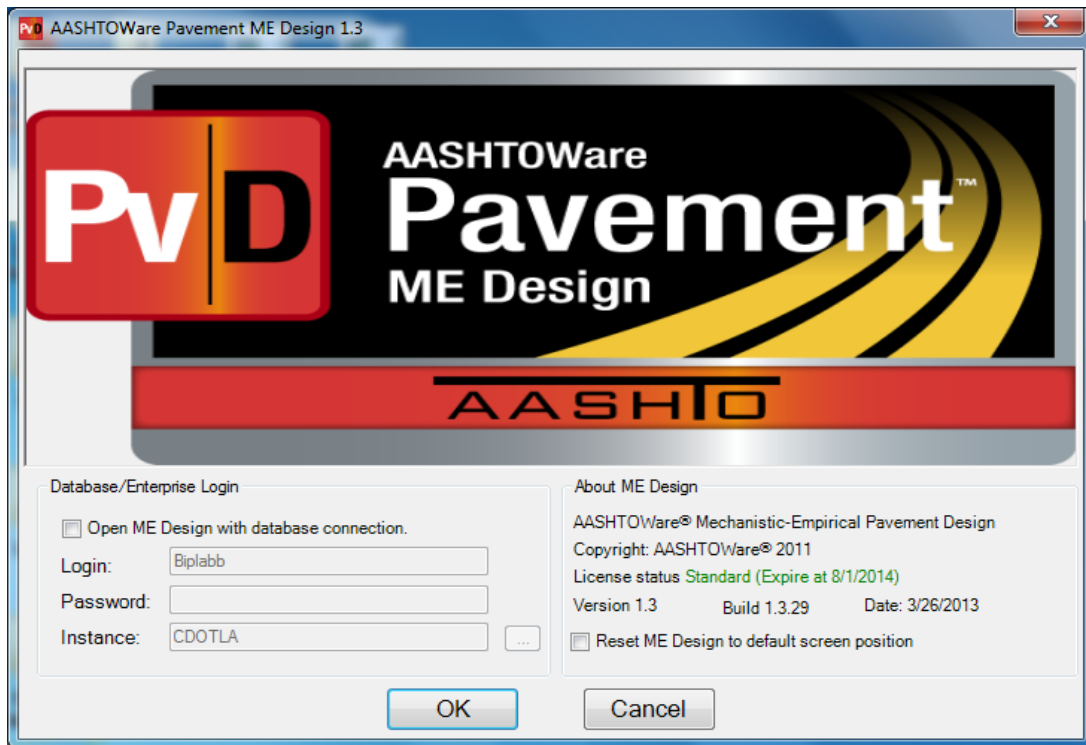 PvD AASHTOWare Pavement ME Design 1.3
X
PvD
AASHTOWare
Pavement™
ME Design
AASHTO
Database/Enterprise Login
Open ME Design with database connection.
Login: Biplabb
Password:
Instance: CDOTLA ...
About ME Design
AASHTOWare® Mechanistic-Empirical Pavement Design
Copyright: AASHTOWare® 2011
License status Standard (Expire at 8/1/2014)
Version 1.3 Build 1.3.29 Date: 3/26/2013
Reset ME Design to default screen position
OK Cancel